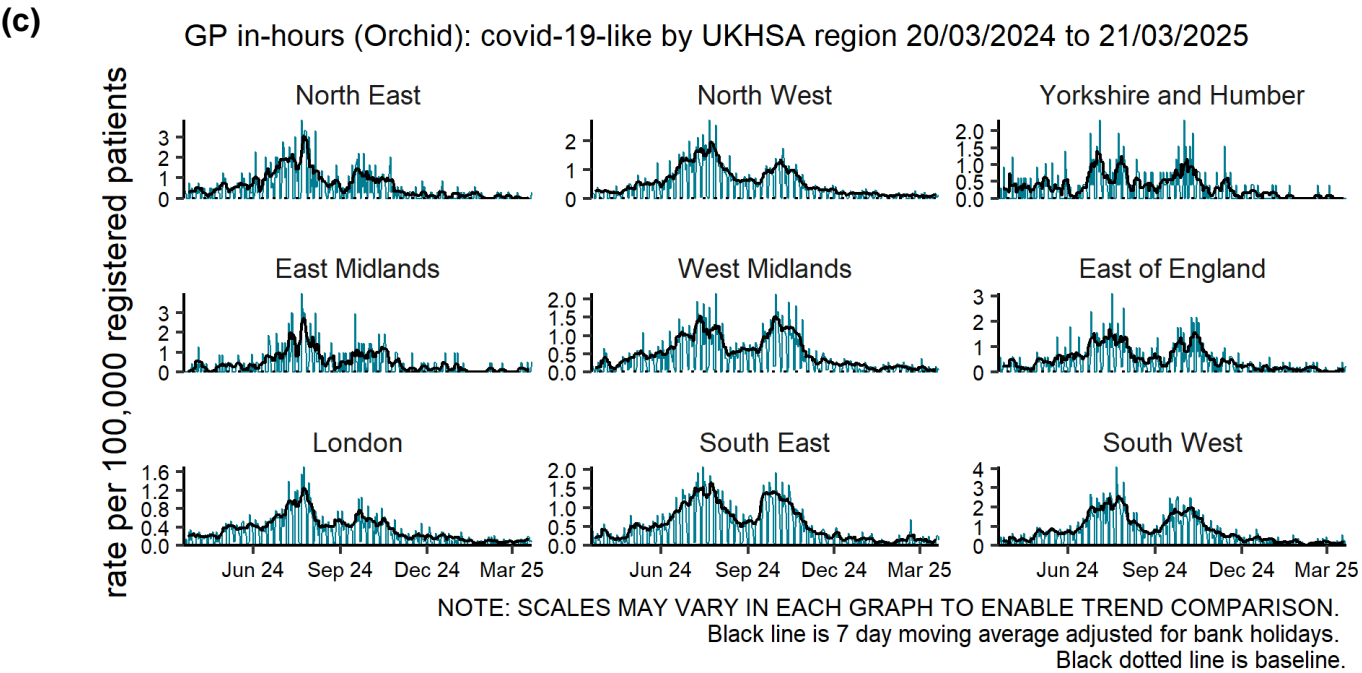 (c)
GP in-hours (Orchid): covid-19-like by UKHSA region 20/03/2024 to 21/03/2025
rate per 100,000 registered patients
North East
3
2
1
0
North West
2
1
0
Yorkshire and Humber
2.0
1.5
1.0
0.5
0.0
East Midlands
3
2
1
0
West Midlands
2.0
1.5
1.0
0.5
0.0
East of England
3
2
1
0
London
1.6
1.2
0.8
0.4
0.0
Jun 24 Sep 24 Dec 24 Mar 25
South East
2.0
1.5
1.0
0.5
0.0
Jun 24 Sep 24 Dec 24 Mar 25
South West
4
3
2
1
0
Jun 24 Sep 24 Dec 24 Mar 25
NOTE: SCALES MAY VARY IN EACH GRAPH TO ENABLE TREND COMPARISON.
Black line is 7 day moving average adjusted for bank holidays.
Black dotted line is baseline.